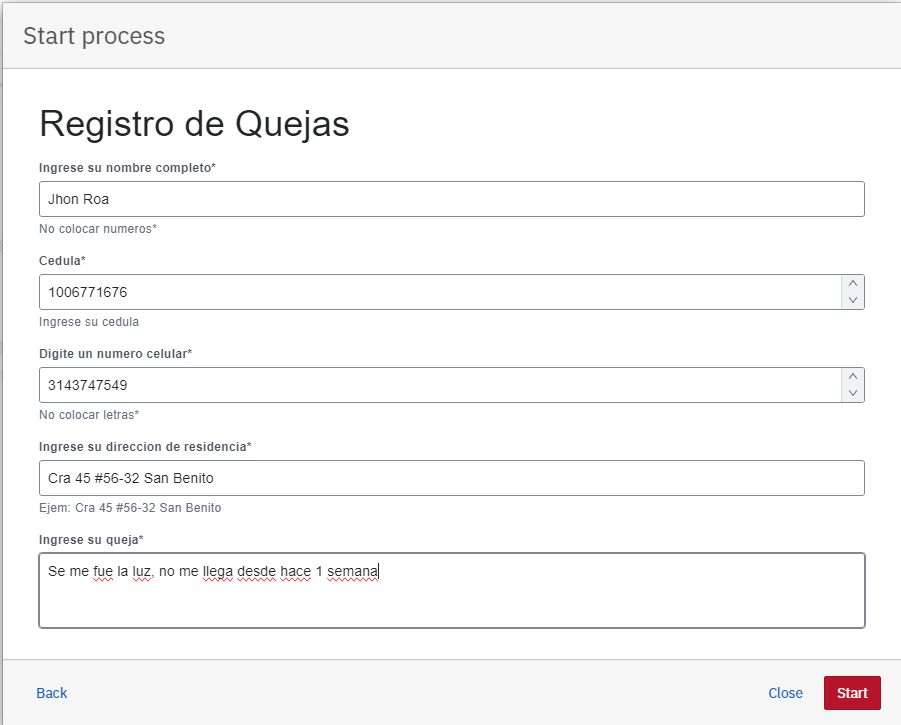 Start process
Registro de Quejas
Ingrese su nombre completo*
Jhon Roa
No colocar numeros*
Cedula*
1006771676
Ingrese su cedula
Digite un numero celular*
3143747549
No colocar letras*
Ingrese su direccion de residencia*
Cra 45 #56-32 San Benito
Ejem: Cra 45 #56-32 San Benito
Ingrese su queja*
Se me fue la luz, no me llega desde hace 1 semana
Back
Close
Start